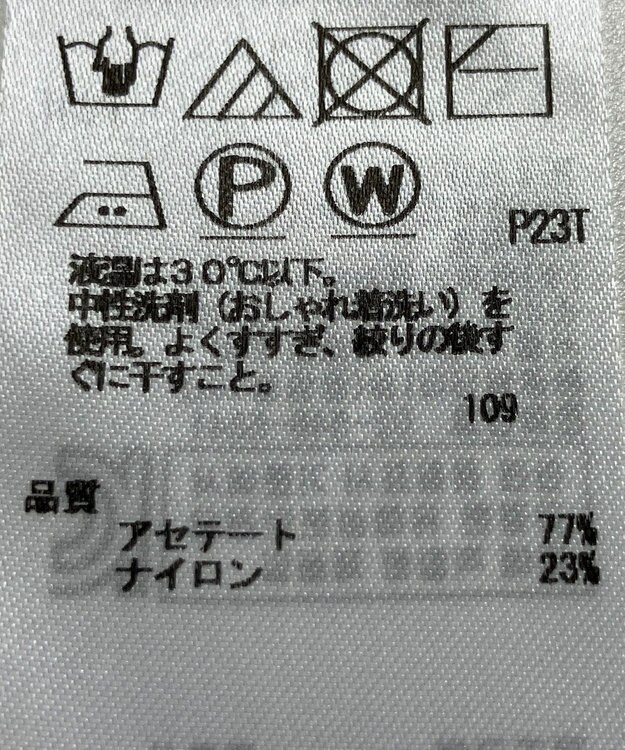 P W
P23T
液温は30℃以下。
中性洗剤（おしゃれ着洗い）を
使用。よくすすぎ、絞りの後す
ぐに干すこと。
109
品質
アセテート 77%
ナイロン 23%